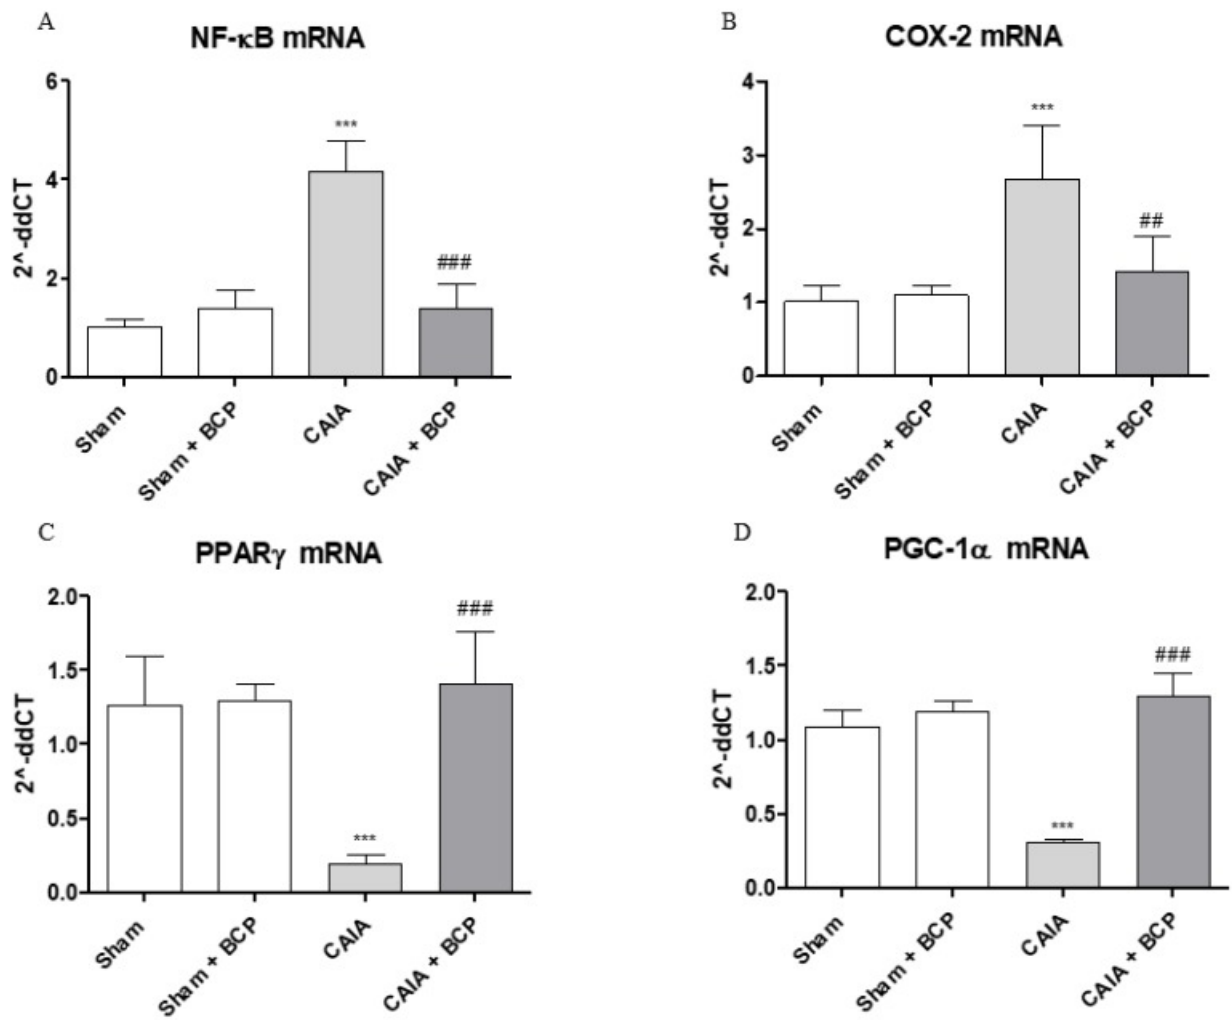 A
NF-κB mRNA
2^-ddCT
6
4
2
0
***
###
Sham
Sham + BCP
CAIA
CAIA + BCP
B
COX-2 mRNA
2^-ddCT
4
3
2
1
0
***
##
Sham
Sham + BCP
CAIA
CAIA + BCP
C
PPARγ mRNA
2^-ddCT
2.0
1.5
1.0
0.5
0.0
***
###
Sham
Sham + BCP
CAIA
CAIA + BCP
D
PGC-1α mRNA
2^-ddCT
2.0
1.5
1.0
0.5
0.0
***
###
Sham
Sham + BCP
CAIA
CAIA + BCP